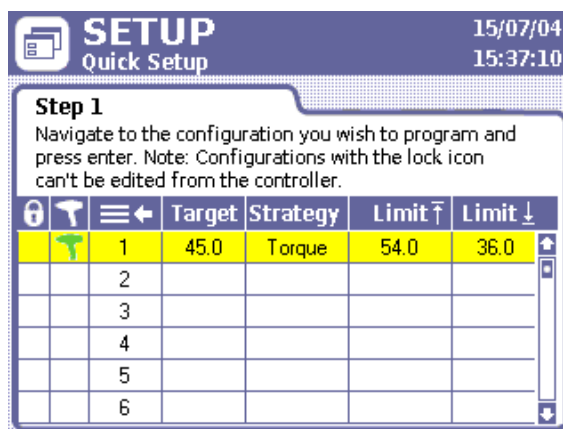 SETUP
Quick Setup
15/07/04
15:37:10
Step 1
Navigate to the configuration you wish to program and
press enter. Note: Configurations with the lock icon
can't be edited from the controller.
Target Strategy Limit Limit
1 45.0 Torque 54.0 36.0
2
3
4
5
6